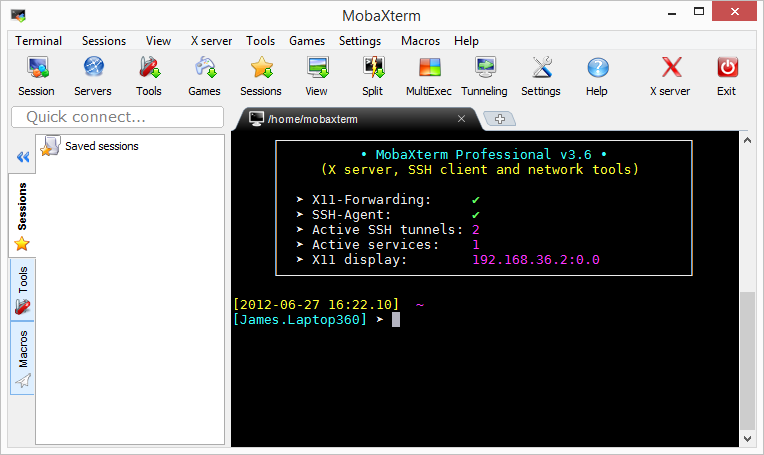 MobaXterm
Terminal Sessions View X server Tools Games Settings Macros Help
Session Servers Tools Games Sessions View Split MultiExec Tunneling Settings Help X server Exit
Quick connect...
/home/mobaxterm
Saved sessions
Sessions
Tools
Macros
• MobaXterm Professional v3.6 •
(X server, SSH client and network tools)
➤ X11-Forwarding: ✔
➤ SSH-Agent: ✔
➤ Active SSH tunnels: 2
➤ Active services: 1
➤ X11 display: 192.168.36.2:0.0
[2012-06-27 16:22.10] ~
[James.Laptop360] ➤